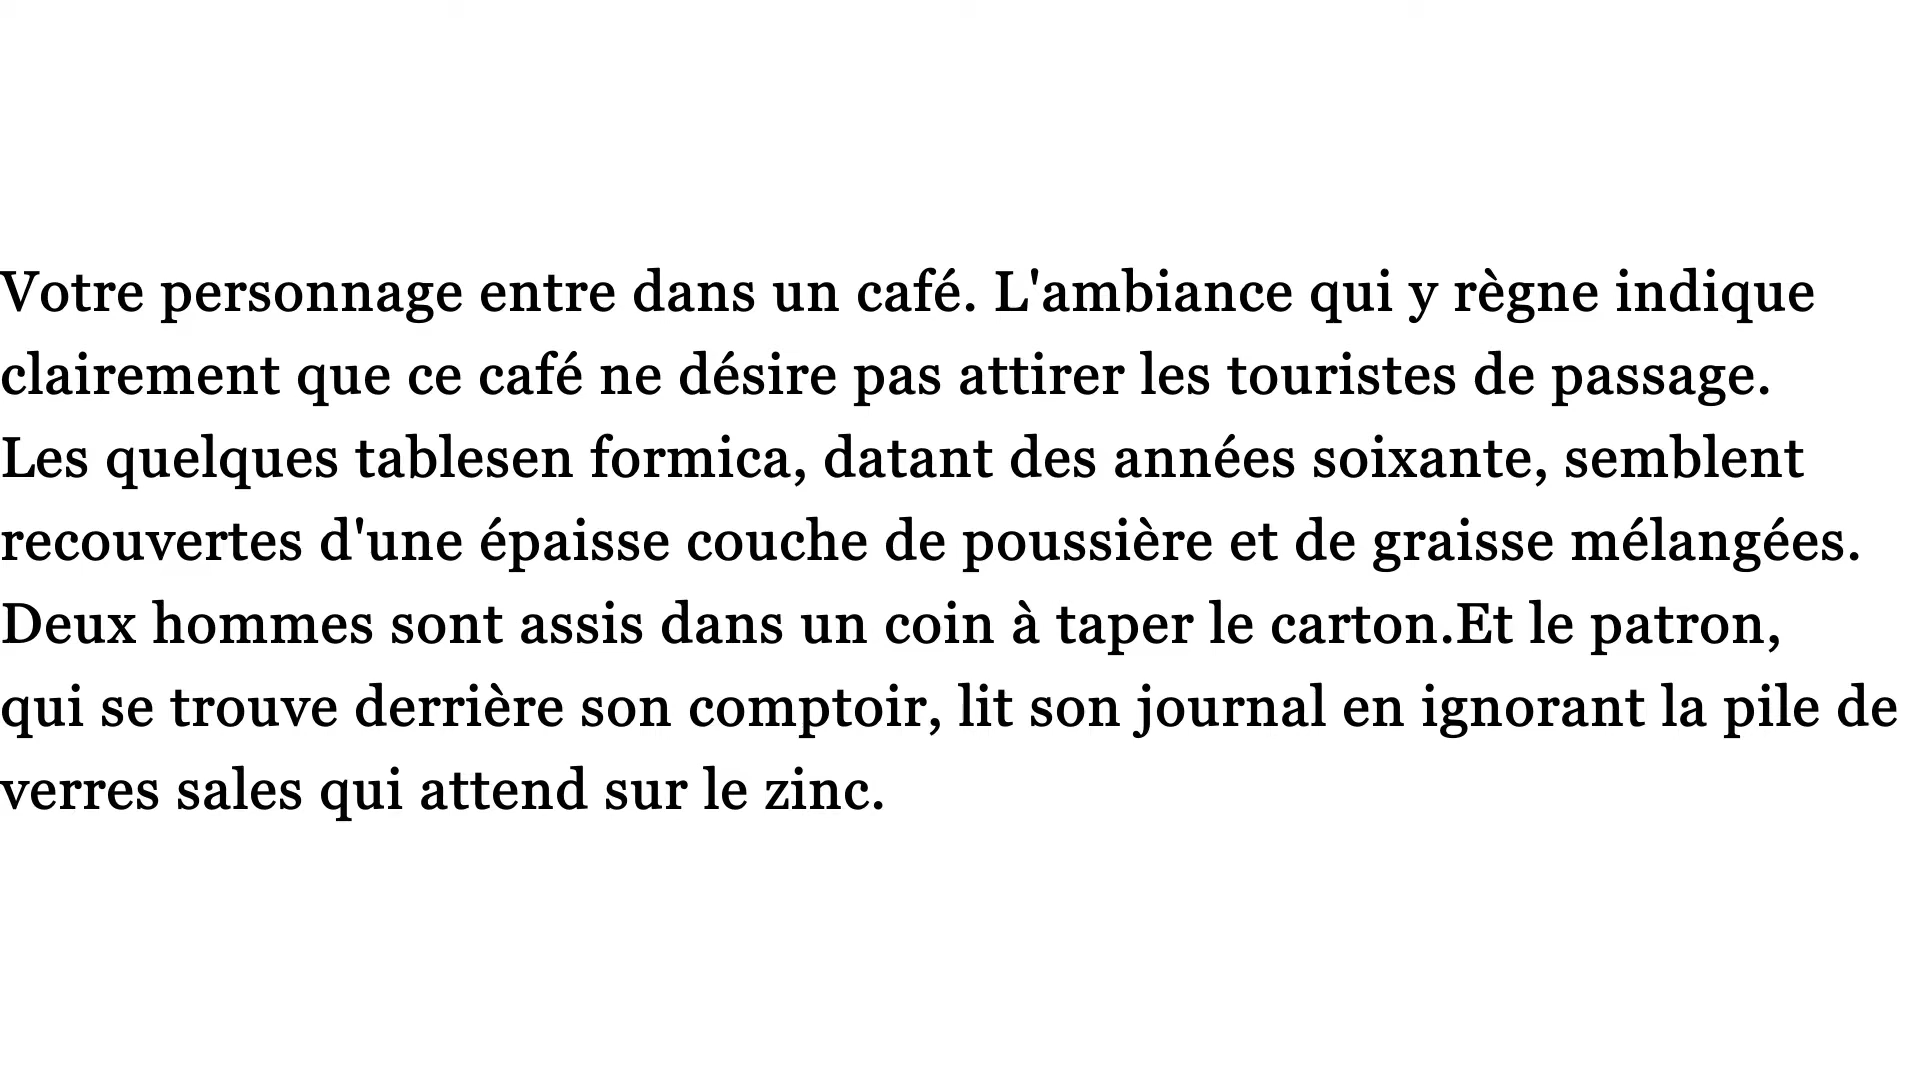 Votre personnage entre dans un café. L'ambiance qui y règne indique
clairement que ce café ne désire pas attirer les touristes de passage.
Les quelques tablesen formica, datant des années soixante, semblent
recouvertes d'une épaisse couche de poussière et de graisse mélangées.
Deux hommes sont assis dans un coin à taper le carton.Et le patron,
qui se trouve derrière son comptoir, lit son journal en ignorant la pile de
verres sales qui attend sur le zinc.